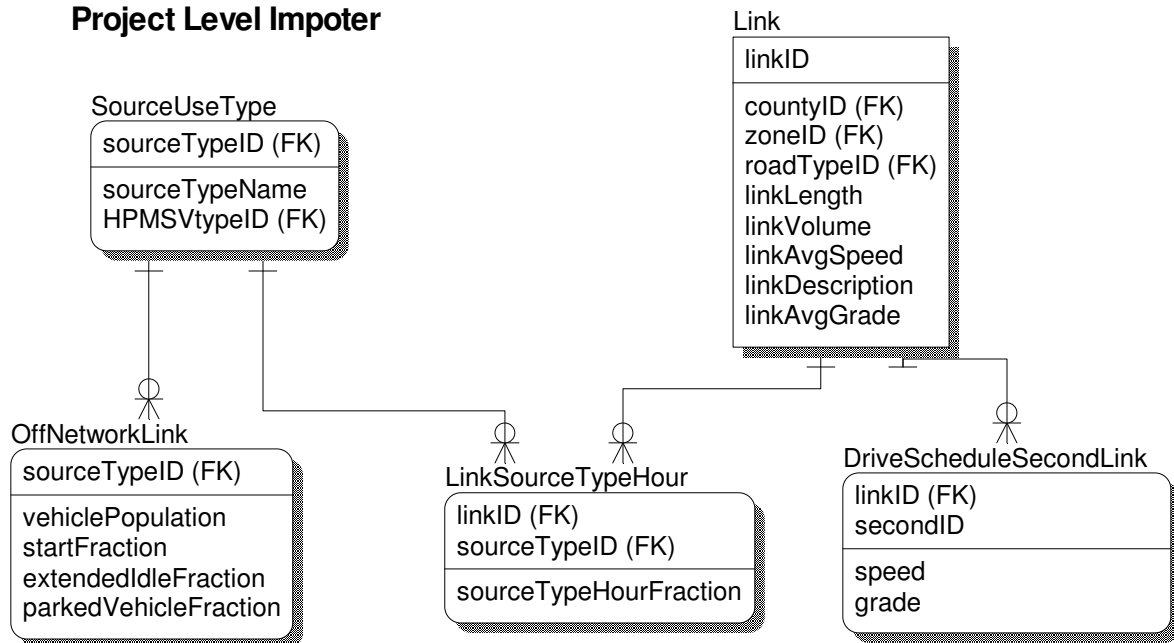 Project Level Impoter
Link
linkID
countyID (FK)
zoneID (FK)
roadTypeID (FK)
linkLength
linkVolume
linkAvgSpeed
linkDescription
linkAvgGrade
SourceUseType
sourceTypeID (FK)
sourceTypeName
HPMSVtypeID (FK)
OffNetworkLink
sourceTypeID (FK)
vehiclePopulation
startFraction
extendedIdleFraction
parkedVehicleFraction
LinkSourceTypeHour
linkID (FK)
sourceTypeID (FK)
sourceTypeHourFraction
DriveScheduleSecondLink
linkID (FK)
secondID
speed
grade